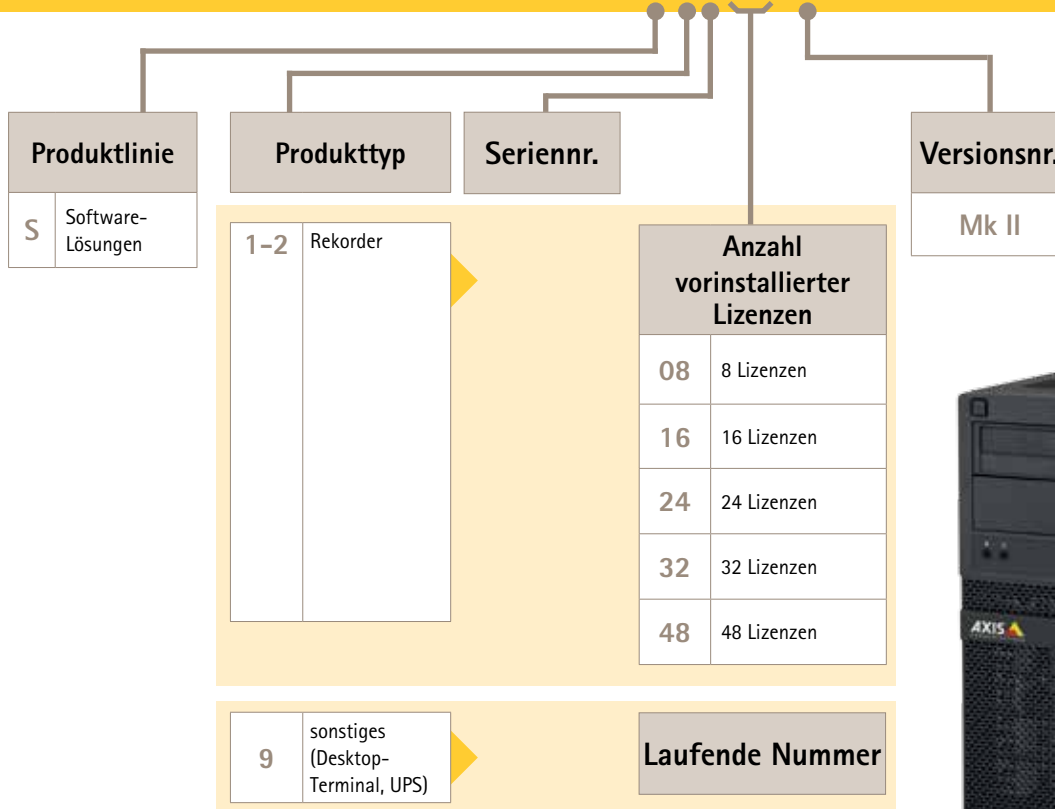 Produktlinie
S
Software-
Lösungen
Produkttyp
Seriennr.
Versionsnr.
Mk II
1-2
Rekorder
Anzahl
vorinstallierter
Lizenzen
08
8 Lizenzen
16
16 Lizenzen
24
24 Lizenzen
32
32 Lizenzen
48
48 Lizenzen
AXIS
9
sonstiges
(Desktop-
Terminal, UPS)
Laufende Nummer